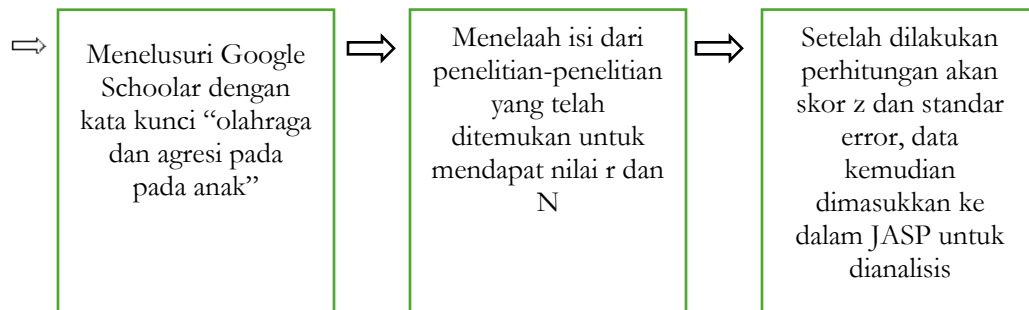 Menelusuri Google
Schoolar dengan
kata kunci “olahraga
dan agresi pada
pada anak”
Menelaah isi dari
penelitian-penelitian
yang telah
ditemukan untuk
mendapat nilai r dan
N
Setelah dilakukan
perhitungan akan
skor z dan standar
error, data
kemudian
dimasukkan ke
dalam JASP untuk
dianalisis